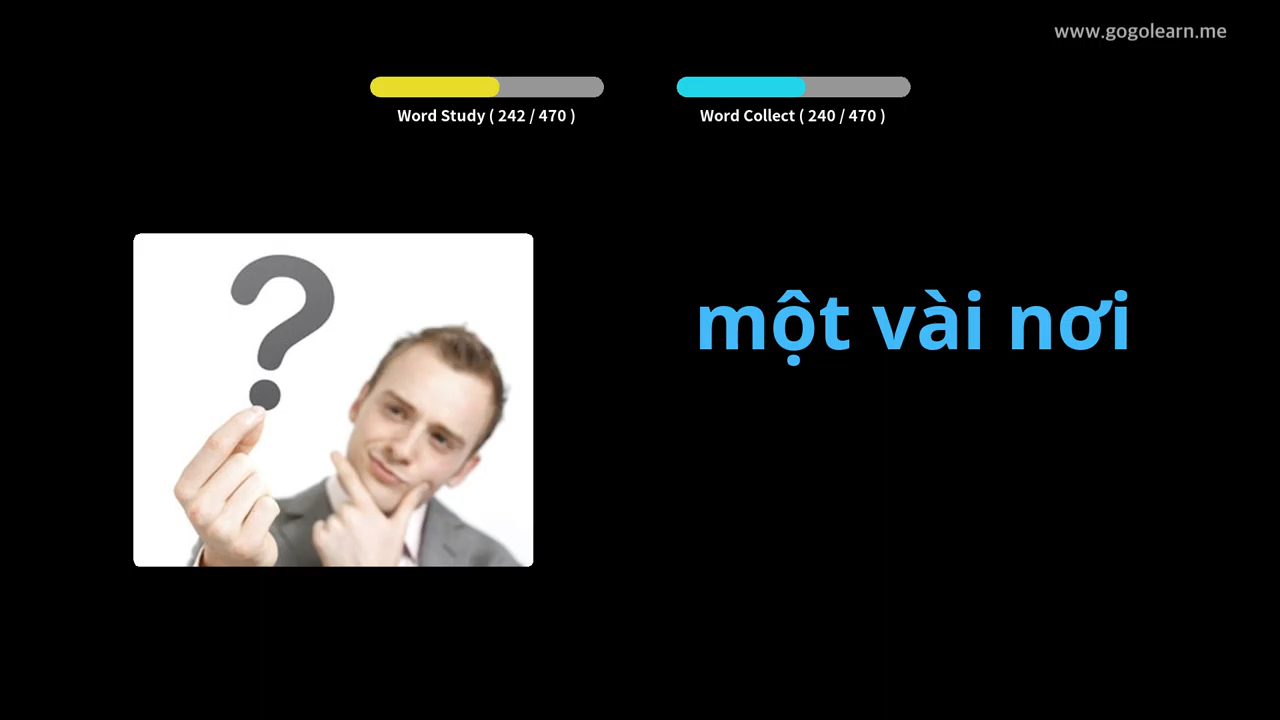 www.gogolearn.me
Word Study ( 242 / 470 )
Word Collect ( 240 / 470 )
?
một vài nơi